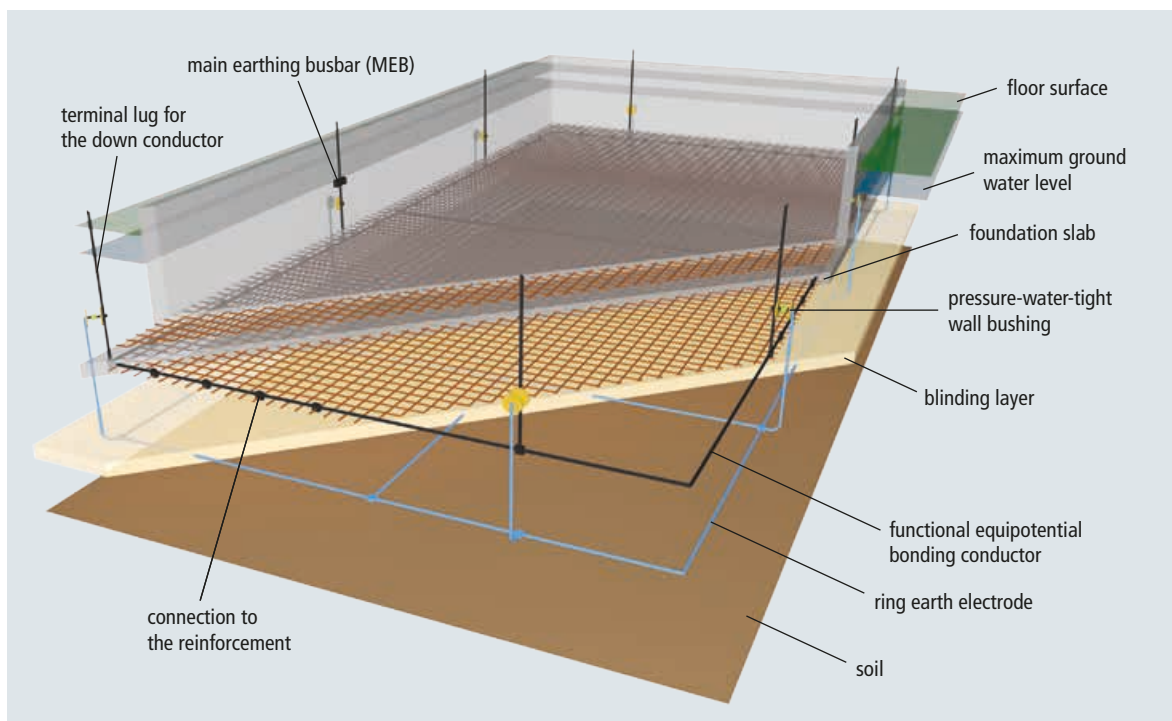 main earthing busbar (MEB)
terminal lug for
the down conductor
floor surface
maximum ground
water level
foundation slab
pressure-water-tight
wall bushing
blinding layer
functional equipotential
bonding conductor
ring earth electrode
connection to
the reinforcement
soil